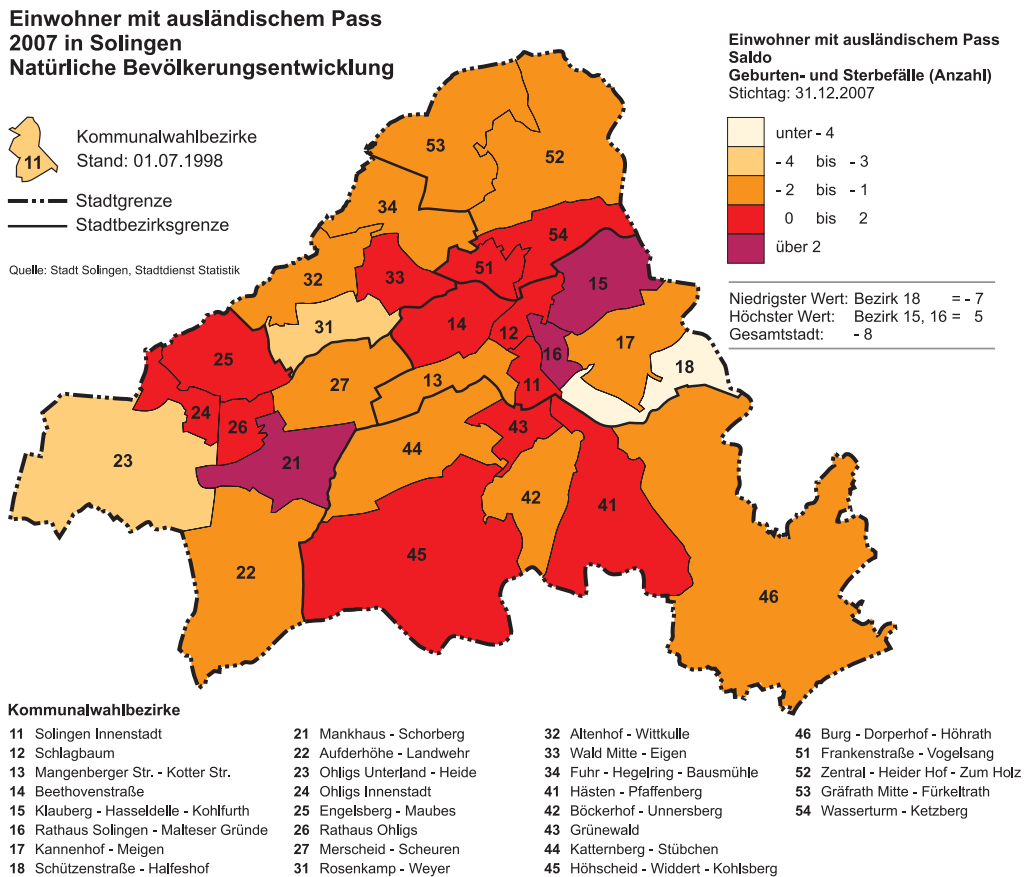 Einwohner mit ausländischem Pass
2007 in Solingen
Natürliche Bevölkerungsentwicklung
11
Kommunalwahlbezirke
Stand: 01.07.1998
Stadtgrenze
Stadtbezirksgrenze
Quelle: Stadt Solingen, Stadtdienst Statistik
Einwohner mit ausländischem Pass
Saldo
Geburten- und Sterbefälle (Anzahl)
Stichtag: 31.12.2007
unter - 4
- 4 bis - 3
- 2 bis - 1
0 bis 2
über 2
Niedrigster Wert: Bezirk 18 = - 7
Höchster Wert: Bezirk 15, 16 = 5
Gesamtstadt: - 8
53
52
34
54
51
33
32
15
31
14
12
17
16
18
25
27
13
11
24
26
43
23
21
44
42
41
45
22
46
Kommunalwahlbezirke
11 Solingen Innenstadt
12 Schlagbaum
13 Mangenberger Str. - Kotter Str.
14 Beethovenstraße
15 Klauberg - Hasseldelle - Kohlfurth
16 Rathaus Solingen - Malteser Gründe
17 Kannenhof - Meigen
18 Schützenstraße - Halfeshof
21 Mankhaus - Schorberg
22 Aufderhöhe - Landwehr
23 Ohligs Unterland - Heide
24 Ohligs Innenstadt
25 Engelsberg - Maubes
26 Rathaus Ohligs
27 Merscheid - Scheuren
31 Rosenkamp - Weyer
32 Altenhof - Wittkulle
33 Wald Mitte - Eigen
34 Fuhr - Hegelring - Bausmühle
41 Hästen - Pfaffenberg
42 Böckerhof - Unnersberg
43 Grünewald
44 Katternberg - Stübchen
45 Höhscheid - Widdert - Kohlsberg
46 Burg - Dorperhof - Höhrath
51 Frankenstraße - Vogelsang
52 Zentral - Heider Hof - Zum Holz
53 Gräfrath Mitte - Fürkeltrath
54 Wasserturm - Ketzberg